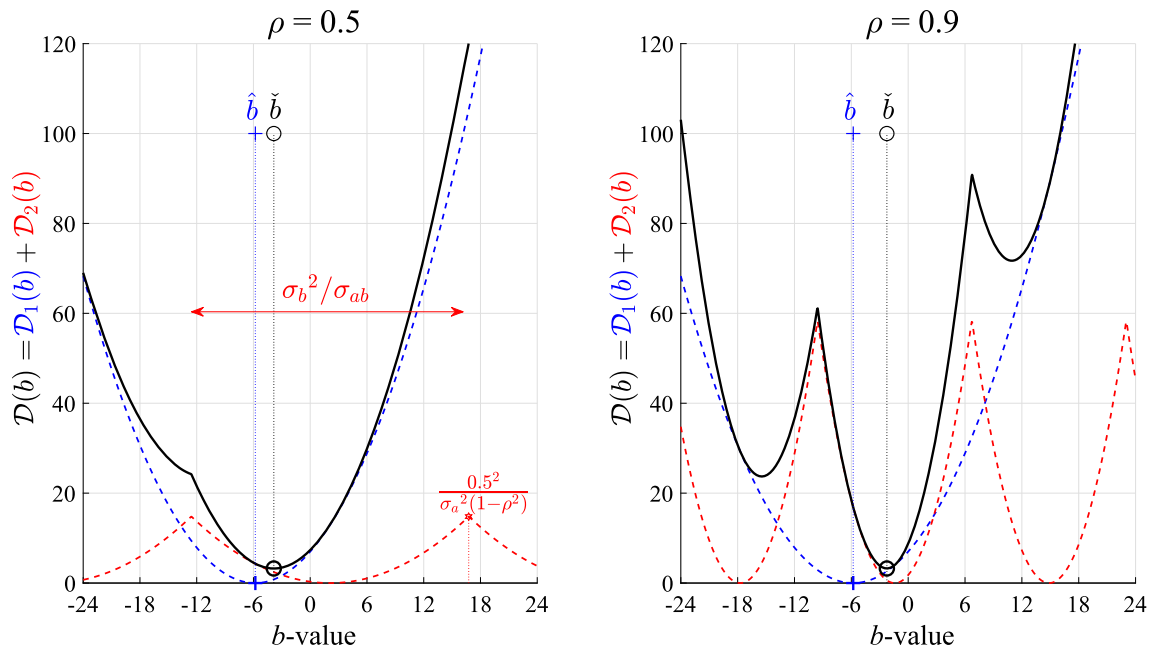 ρ = 0.5
120
100
80
60
40
20
0
-24 -18 -12 -6 0 6 12 18 24
b-value
𝒟(b) = 𝒟₁(b) + 𝒟₂(b)
b̂ b̌
σ_b²/σ_ab
0.5²
σ_a²(1−ρ²)
ρ = 0.9
120
100
80
60
40
20
0
-24 -18 -12 -6 0 6 12 18 24
b-value
𝒟(b) = 𝒟₁(b) + 𝒟₂(b)
b̂ b̌